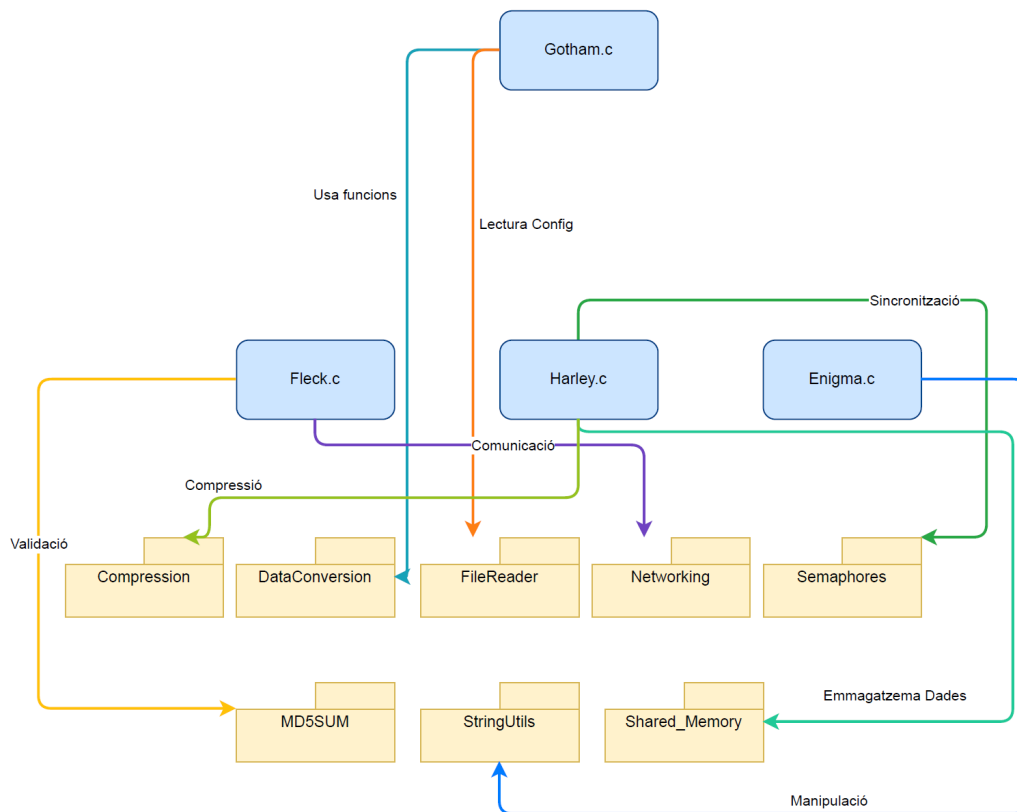 Gotham.c
Usa funcions
Lectura Config
Sincronització
Fleck.c
Harley.c
Enigma.c
Comunicació
Compressió
Validació
Compression
DataConversion
FileReader
Networking
Semaphores
Emmagatzema Dades
MD5SUM
StringUtils
Shared_Memory
Manipulació